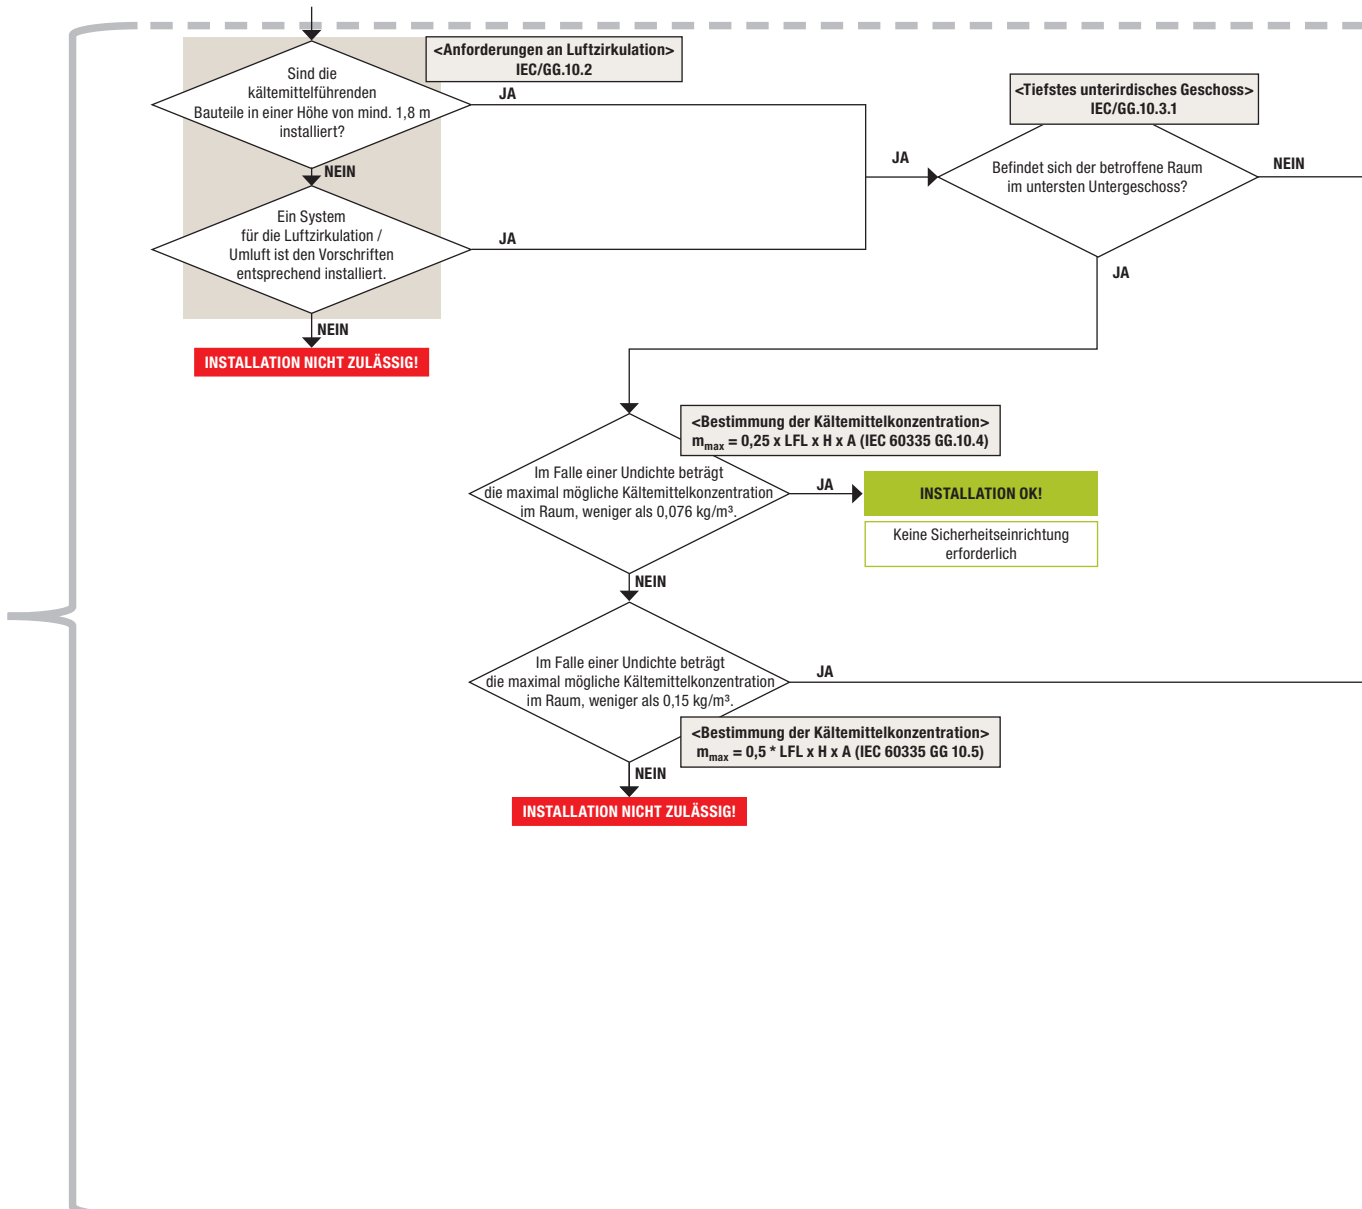 <Anforderungen an Luftzirkulation>
IEC/GG.10.2
Sind die
kältemittelführenden
Bauteile in einer Höhe von mind. 1,8 m
installiert?
JA
NEIN
Ein System
für die Luftzirkulation /
Umluft ist den Vorschriften
entsprechend installiert.
JA
NEIN
INSTALLATION NICHT ZULÄSSIG!
<Tiefstes unterirdisches Geschoss>
IEC/GG.10.3.1
JA
Befindet sich der betroffene Raum
im untersten Untergeschoss?
NEIN
JA
<Bestimmung der Kältemittelkonzentration>
mmax = 0,25 x LFL x H x A (IEC 60335 GG.10.4)
Im Falle einer Undichte beträgt
die maximal mögliche Kältemittelkonzentration
im Raum, weniger als 0,076 kg/m³.
JA
INSTALLATION OK!
Keine Sicherheitseinrichtung
erforderlich
NEIN
Im Falle einer Undichte beträgt
die maximal mögliche Kältemittelkonzentration
im Raum, weniger als 0,15 kg/m³.
JA
<Bestimmung der Kältemittelkonzentration>
mmax = 0,5 * LFL x H x A (IEC 60335 GG 10.5)
NEIN
INSTALLATION NICHT ZULÄSSIG!